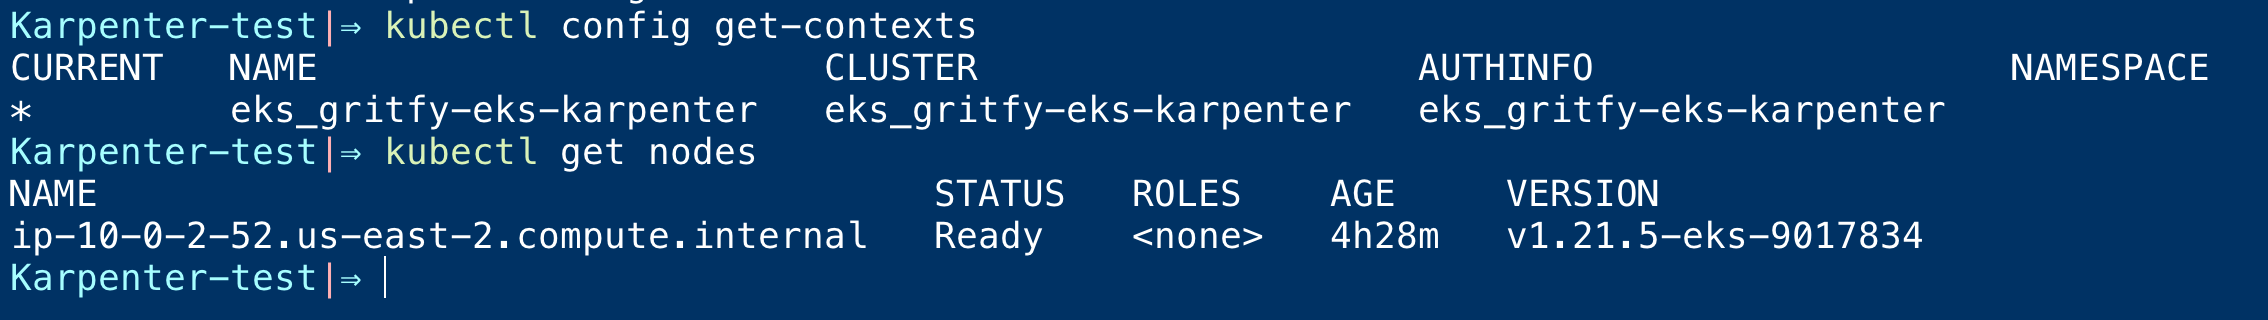 Karpenter-test|⇒ kubectl config get-contexts
CURRENT   NAME                       CLUSTER                    AUTHINFO                   NAMESPACE
*         eks_gritfy-eks-karpenter   eks_gritfy-eks-karpenter   eks_gritfy-eks-karpenter
Karpenter-test|⇒ kubectl get nodes
NAME                                      STATUS   ROLES    AGE     VERSION
ip-10-0-2-52.us-east-2.compute.internal   Ready    <none>   4h28m   v1.21.5-eks-9017834
Karpenter-test|⇒